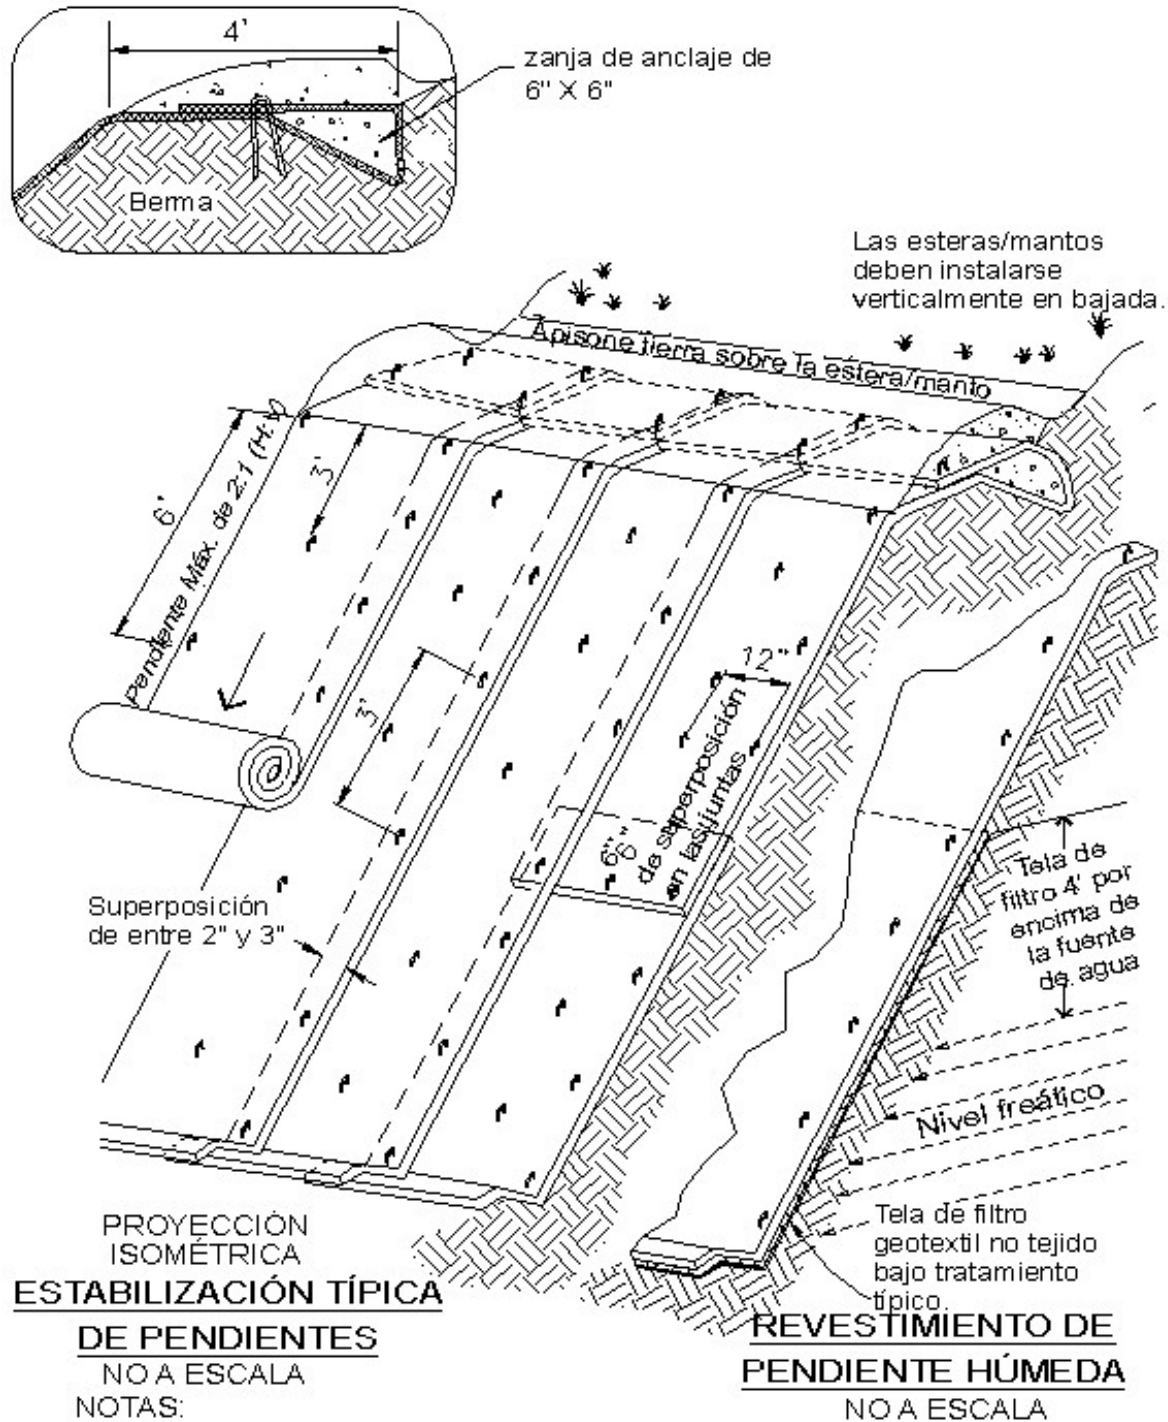 4'
zanja de anclaje de
6" X 6"
Berma
Las esteras/mantos
deben instalarse
verticalmente en bajada.
Apisone tierra sobre la estera/manto
6'
Pendiente Máx. de 2:1 (H:V)
3'
3'
12"
6"
6"
de superposición
en las juntas
Superposición
de entre 2" y 3"
Tela de
filtro 4' por
encima de
la fuente
de agua
Nivel freático
Tela de filtro
geotextil no tejido
bajo tratamiento
típico.
PROYECCIÓN
ISOMÉTRICA
ESTABILIZACIÓN TÍPICA
DE PENDIENTES
NO A ESCALA
NOTAS:
REVESTIMIENTO DE
PENDIENTE HÚMEDA
NO A ESCALA